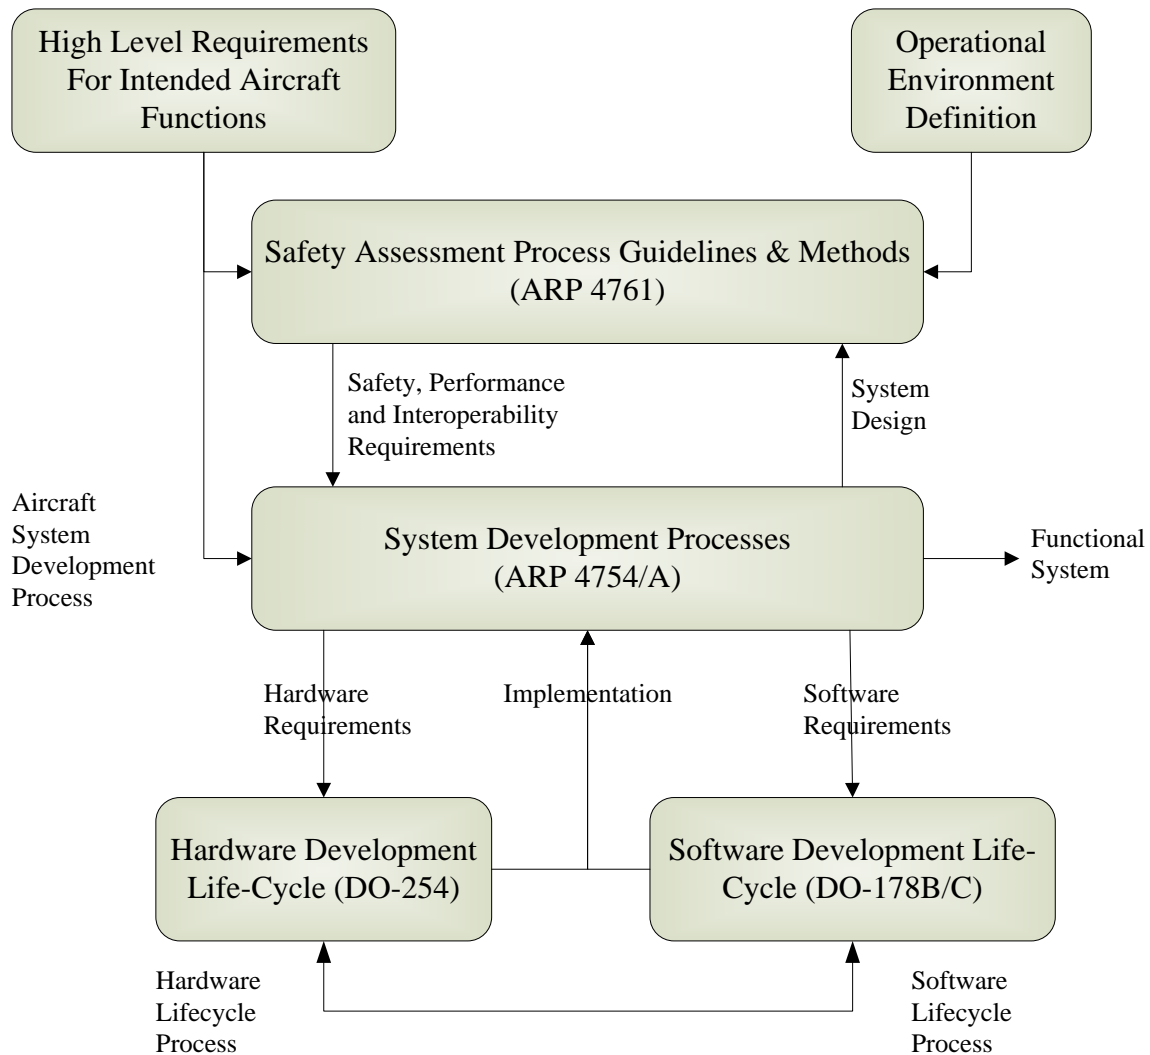 High Level Requirements
For Intended Aircraft
Functions
Operational
Environment
Definition
Safety Assessment Process Guidelines & Methods
(ARP 4761)
Safety, Performance
and Interoperability
Requirements
System
Design
Aircraft
System
Development
Process
System Development Processes
(ARP 4754/A)
Functional
System
Hardware
Requirements
Implementation
Software
Requirements
Hardware Development
Life-Cycle (DO-254)
Software Development Life-
Cycle (DO-178B/C)
Hardware
Lifecycle
Process
Software
Lifecycle
Process